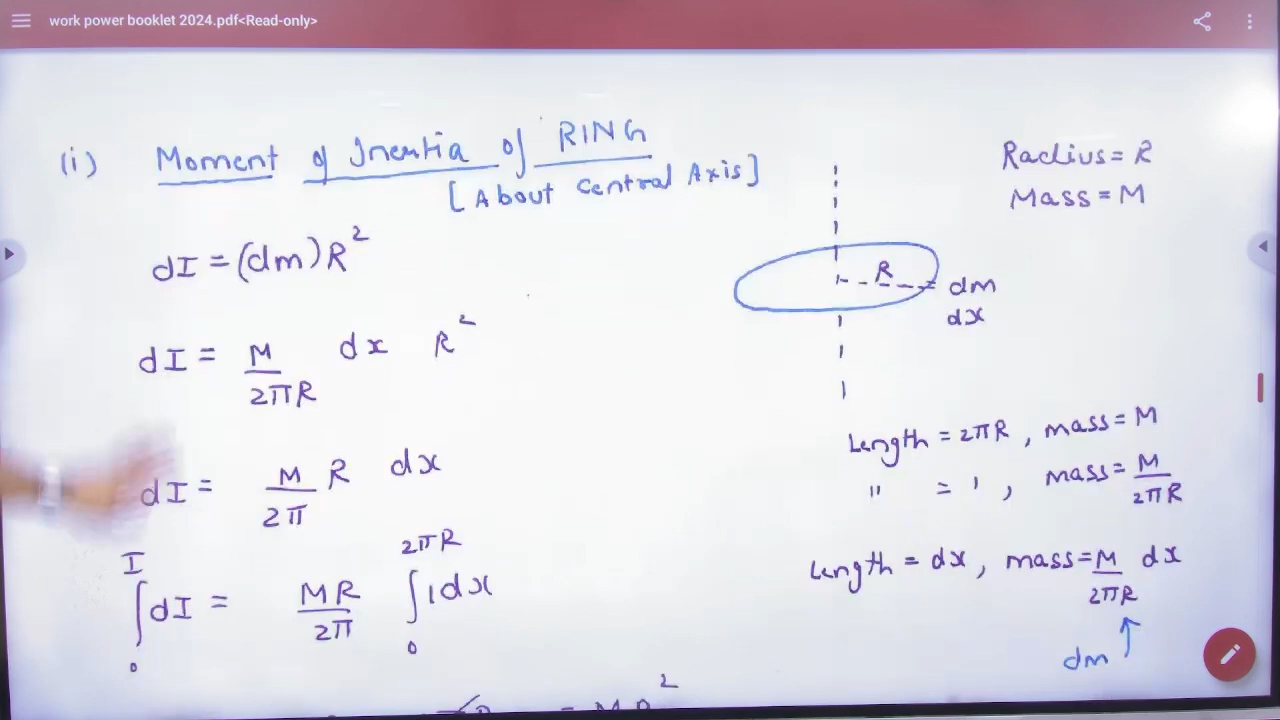 work power booklet 2024.pdf<Read-only>
(i) Moment of Inertia of RING
[About Central Axis]
Radius = R
Mass = M
dI = (dm)R²
R
dm
dx
dI = M/2πR dx R²
Length = 2πR, mass = M
" = 1, mass = M/2πR
dI = M/2π R dx
Length = dx, mass = M/2πR dx
dm
∫₀ᴵ dI = MR/2π ∫₀^2πR 1dx
= MR²